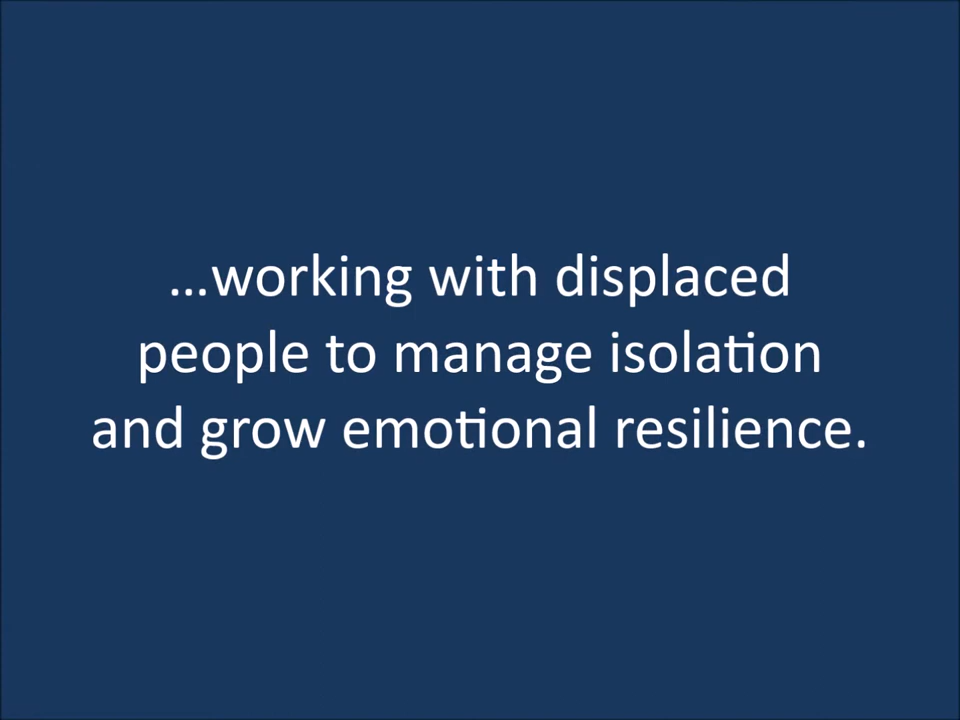 …working with displaced
people to manage isolation
and grow emotional resilience.